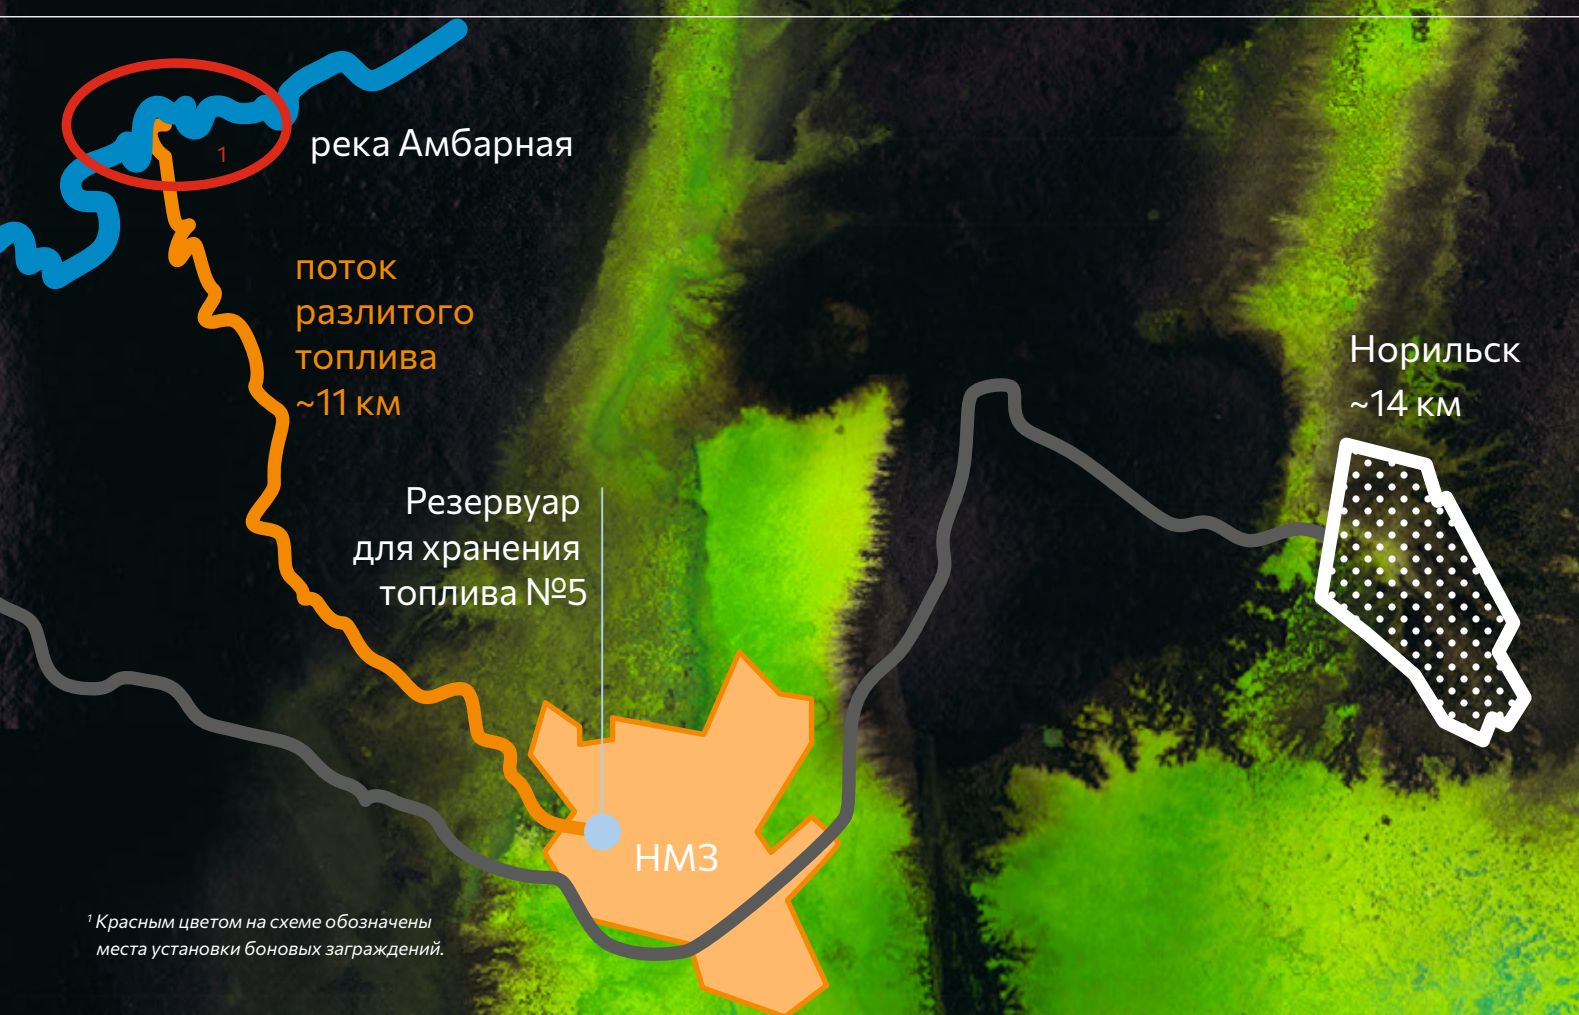 1
река Амбарная
поток
разлитого
топлива
~11 км
Норильск
~14 км
Резервуар
для хранения
топлива №5
НМЗ
¹ Красным цветом на схеме обозначены
места установки боновых заграждений.